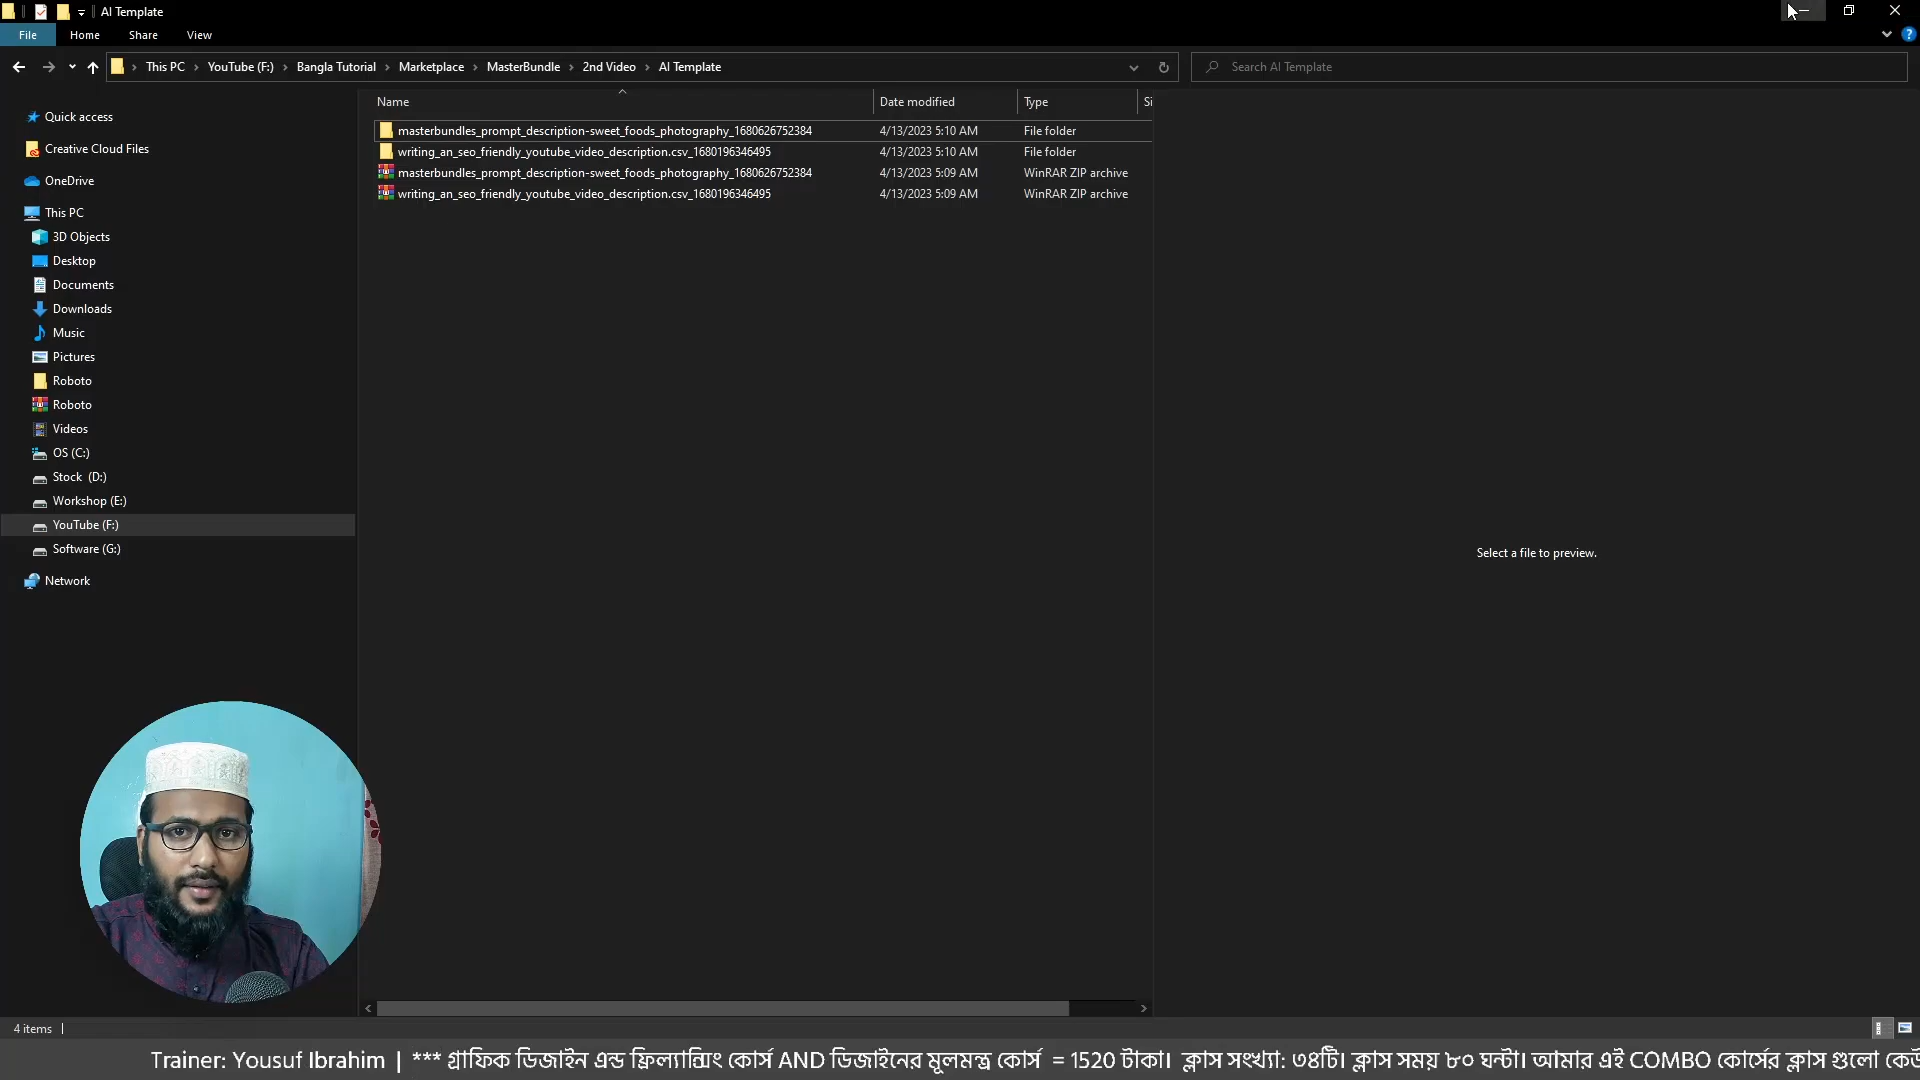 AI Template
File Home Share View
This PC YouTube (F:) Bangla Tutorial Marketplace MasterBundle 2nd Video AI Template
Search AI Template
Name Date modified Type Si
masterbundles_prompt_description-sweet_foods_photography_1680626752384 4/13/2023 5:10 AM File folder
writing_an_seo_friendly_youtube_video_description.csv_1680196346495 4/13/2023 5:10 AM File folder
masterbundles_prompt_description-sweet_foods_photography_1680626752384 4/13/2023 5:09 AM WinRAR ZIP archive
writing_an_seo_friendly_youtube_video_description.csv_1680196346495 4/13/2023 5:09 AM WinRAR ZIP archive
Quick access
Creative Cloud Files
OneDrive
This PC
3D Objects
Desktop
Documents
Downloads
Music
Pictures
Roboto
Roboto
Videos
OS (C:)
Stock (D:)
Workshop (E:)
YouTube (F:)
Software (G:)
Network
Select a file to preview.
4 items
Trainer: Yousuf Ibrahim | *** গ্রাফিক ডিজাইন এন্ড ফ্রিল্যান্সিং কোর্স AND ডিজাইনের মূলমন্ত্র কোর্স = 1520 টাকা। ক্লাস সংখ্যা: ৩৪টি। ক্লাস সময় ৮০ ঘন্টা। আমার এই COMBO কোর্সের ক্লাস গুলো কেউ